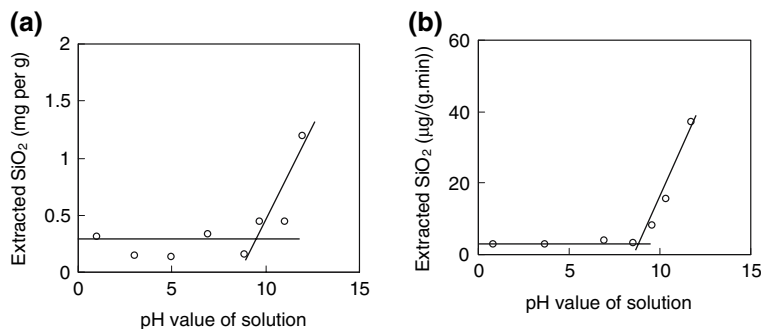 (a)
Extracted SiO₂ (mg per g)
2
1.5
1
0.5
0
0 5 10 15
pH value of solution
(b)
Extracted SiO₂ (µg/(g.min))
60
40
20
0
0 5 10 15
pH value of solution